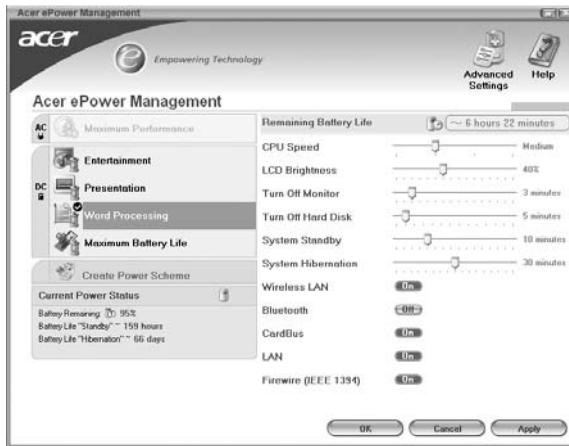 Acer ePower Management
acer
e
Empowering Technology
Advanced Settings
Help
Acer ePower Management
AC
Maximum Performance
DC
Entertainment
Presentation
Word Processing
Maximum Battery Life
Create Power Scheme
Current Power Status
Battery Remaining: 95%
Battery Life "Standby" ~ 159 hours
Battery Life "Hibernation" ~ 66 days
Remaining Battery Life ~ 6 hours 22 minutes
CPU Speed Medium
LCD Brightness 40%
Turn Off Monitor 3 minutes
Turn Off Hard Disk 5 minutes
System Standby 10 minutes
System Hibernation 30 minutes
Wireless LAN On
Bluetooth Off
CardBus On
LAN On
Firewire (IEEE 1394) On
OK Cancel Apply